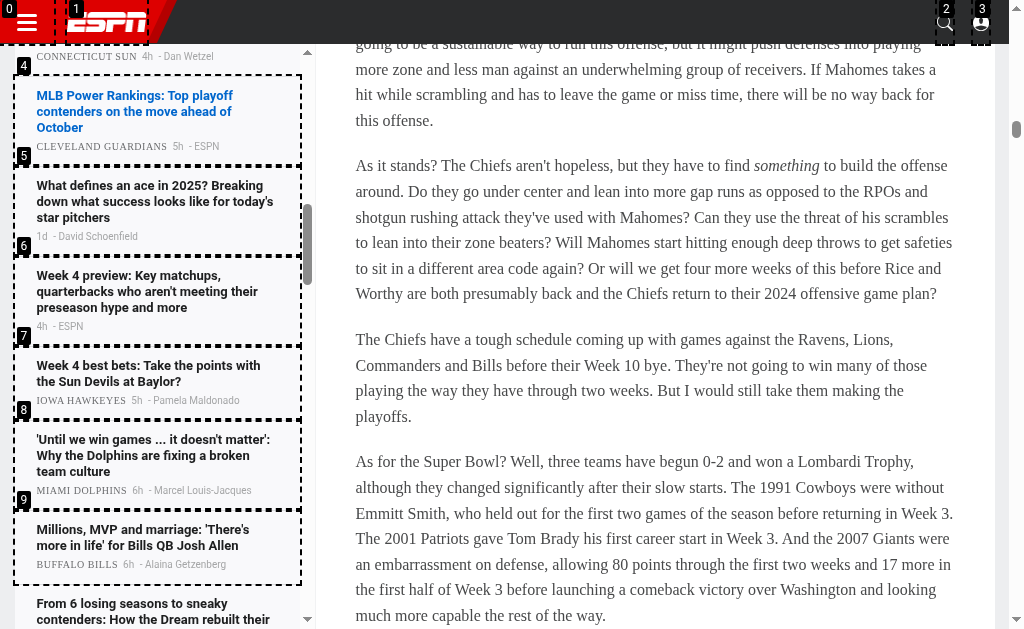 0
1
ESPN
2
3
CONNECTICUT SUN 4h - Dan Wetzel
4
MLB Power Rankings: Top playoff
contenders on the move ahead of
October
CLEVELAND GUARDIANS 5h - ESPN
5
What defines an ace in 2025? Breaking
down what success looks like for today's
star pitchers
1d - David Schoenfield
6
Week 4 preview: Key matchups,
quarterbacks who aren't meeting their
preseason hype and more
4h - ESPN
7
Week 4 best bets: Take the points with
the Sun Devils at Baylor?
IOWA HAWKEYES 5h - Pamela Maldonado
8
'Until we win games ... it doesn't matter':
Why the Dolphins are fixing a broken
team culture
MIAMI DOLPHINS 6h - Marcel Louis-Jacques
9
Millions, MVP and marriage: 'There's
more in life' for Bills QB Josh Allen
BUFFALO BILLS 6h - Alaina Getzenberg
From 6 losing seasons to sneaky
contenders: How the Dream rebuilt their
going to be a sustainable way to run this offense, but it might push defenses into playing
more zone and less man against an underwhelming group of receivers. If Mahomes takes a
hit while scrambling and has to leave the game or miss time, there will be no way back for
this offense.
As it stands? The Chiefs aren't hopeless, but they have to find something to build the offense
around. Do they go under center and lean into more gap runs as opposed to the RPOs and
shotgun rushing attack they've used with Mahomes? Can they use the threat of his scrambles
to lean into their zone beaters? Will Mahomes start hitting enough deep throws to get safeties
to sit in a different area code again? Or will we get four more weeks of this before Rice and
Worthy are both presumably back and the Chiefs return to their 2024 offensive game plan?
The Chiefs have a tough schedule coming up with games against the Ravens, Lions,
Commanders and Bills before their Week 10 bye. They're not going to win many of those
playing the way they have through two weeks. But I would still take them making the
playoffs.
As for the Super Bowl? Well, three teams have begun 0-2 and won a Lombardi Trophy,
although they changed significantly after their slow starts. The 1991 Cowboys were without
Emmitt Smith, who held out for the first two games of the season before returning in Week 3.
The 2001 Patriots gave Tom Brady his first career start in Week 3. And the 2007 Giants were
an embarrassment on defense, allowing 80 points through the first two weeks and 17 more in
the first half of Week 3 before launching a comeback victory over Washington and looking
much more capable the rest of the way.